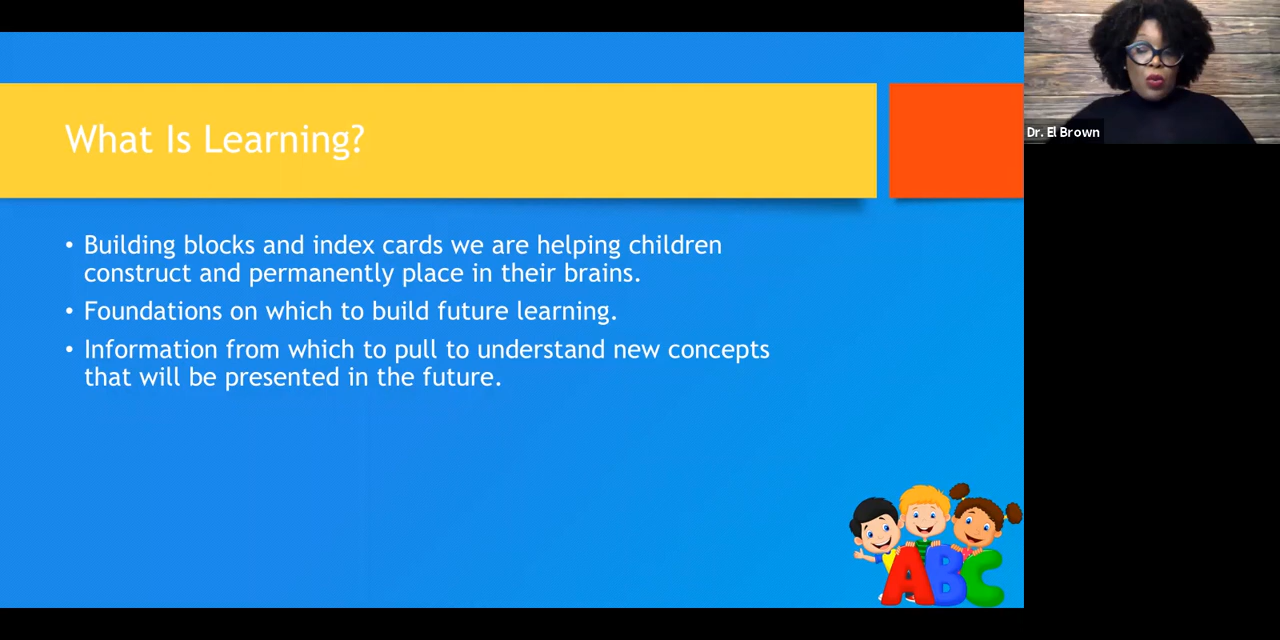 What Is Learning?
• Building blocks and index cards we are helping children
construct and permanently place in their brains.
• Foundations on which to build future learning.
• Information from which to pull to understand new concepts
that will be presented in the future.
ABC
Dr. El Brown